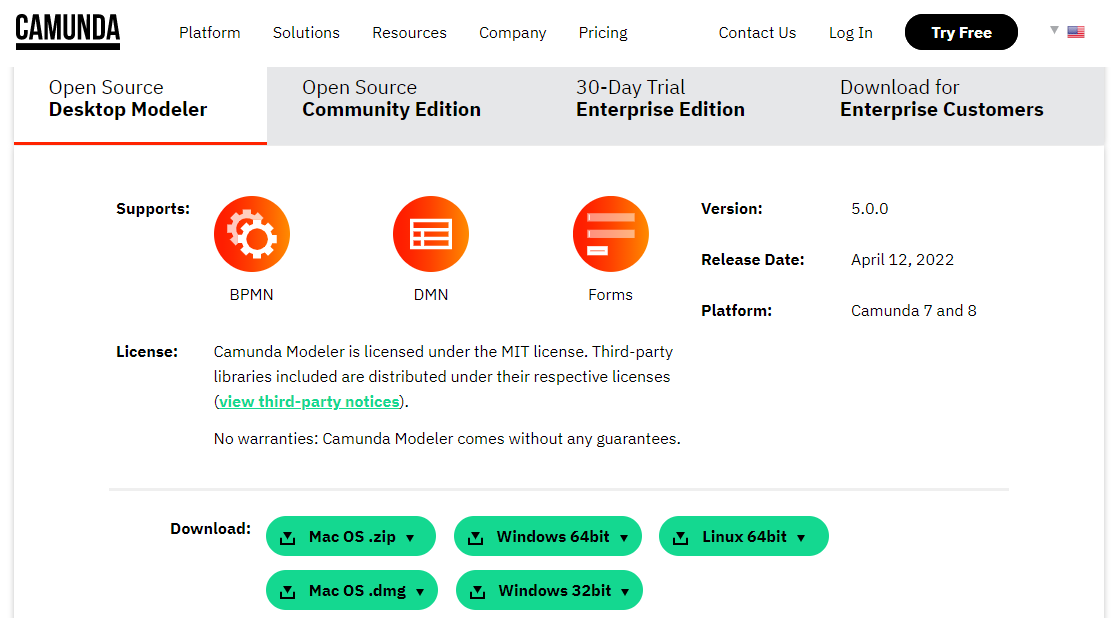 CAMUNDA Platform Solutions Resources Company Pricing Contact Us Log In Try Free
Open Source
Desktop Modeler
Open Source
Community Edition
30-Day Trial
Enterprise Edition
Download for
Enterprise Customers
Supports:
BPMN
DMN
Forms
Version: 5.0.0
Release Date: April 12, 2022
Platform: Camunda 7 and 8
License: Camunda Modeler is licensed under the MIT license. Third-party
libraries included are distributed under their respective licenses
(view third-party notices).
No warranties: Camunda Modeler comes without any guarantees.
Download: Mac OS .zip Windows 64bit Linux 64bit
Mac OS .dmg Windows 32bit